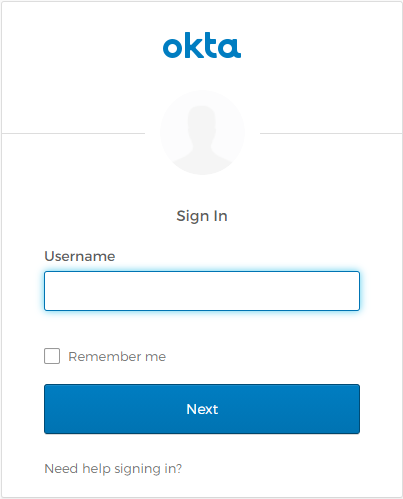 okta
Sign In
Username
Remember me
Next
Need help signing in?